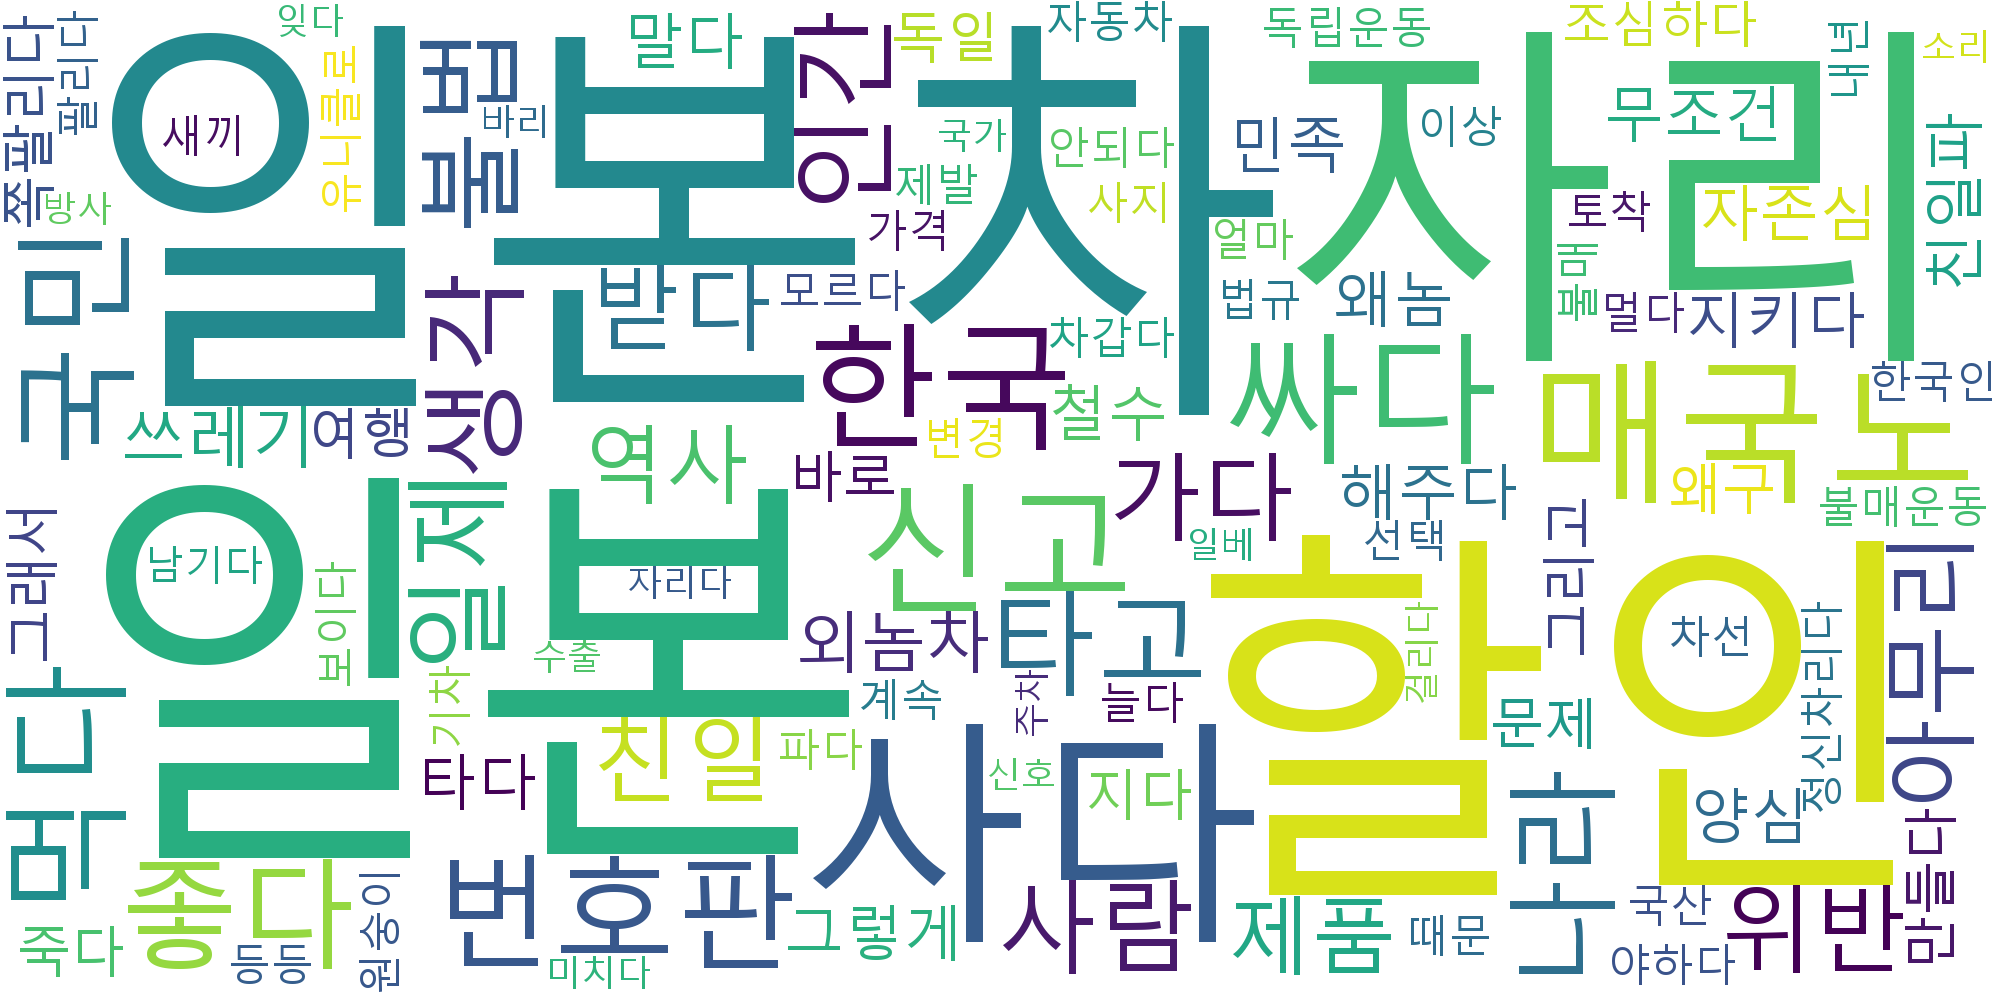 잊다
쪽팔리다
팔리다
유니클로
새끼
방사
일본차
불법
바리
말다
인간
독일
자동차
국가
제발
안되다
사지
가격
독립운동
민족
이상
얼마
자리
조심하다
무조건
내년
소리
토착
자존심
친일파
불매
국민
쓰레기
여행
생각
받다
모르다
한국
차갑다
법규
왜놈
멀다
지키다
한국인
철수
변경
싸다
매국노
왜구
불매운동
역사
바로
가다
해주다
선택
일베
그래서
남기다
보이다
일제
일본
자리다
신고
외놈차
타고
수출
계속
주차
늘다
할인
걸리다
그리고
차선
정신차리다
아무리
먹다
기차
타다
친일
파다
사다
신호
지다
문제
나라
양심
만들다
좋다
죽다
등등
원숭이
또
번호판
미치다
그렇게
사람
제품
때문
국산
야하다
위반